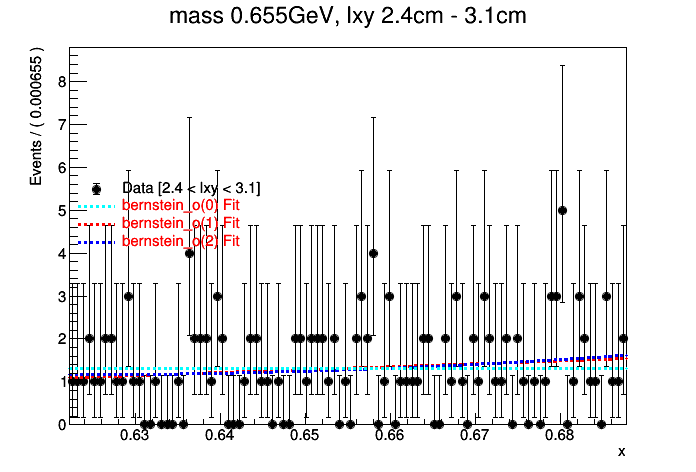 mass 0.655GeV, lxy 2.4cm - 3.1cm
Events / ( 0.000655 )
8
7
6
5
4
3
2
1
0
Data [2.4 < lxy < 3.1]
bernstein_o(0) Fit
bernstein_o(1) Fit
bernstein_o(2) Fit
0.63 0.64 0.65 0.66 0.67 0.68
x